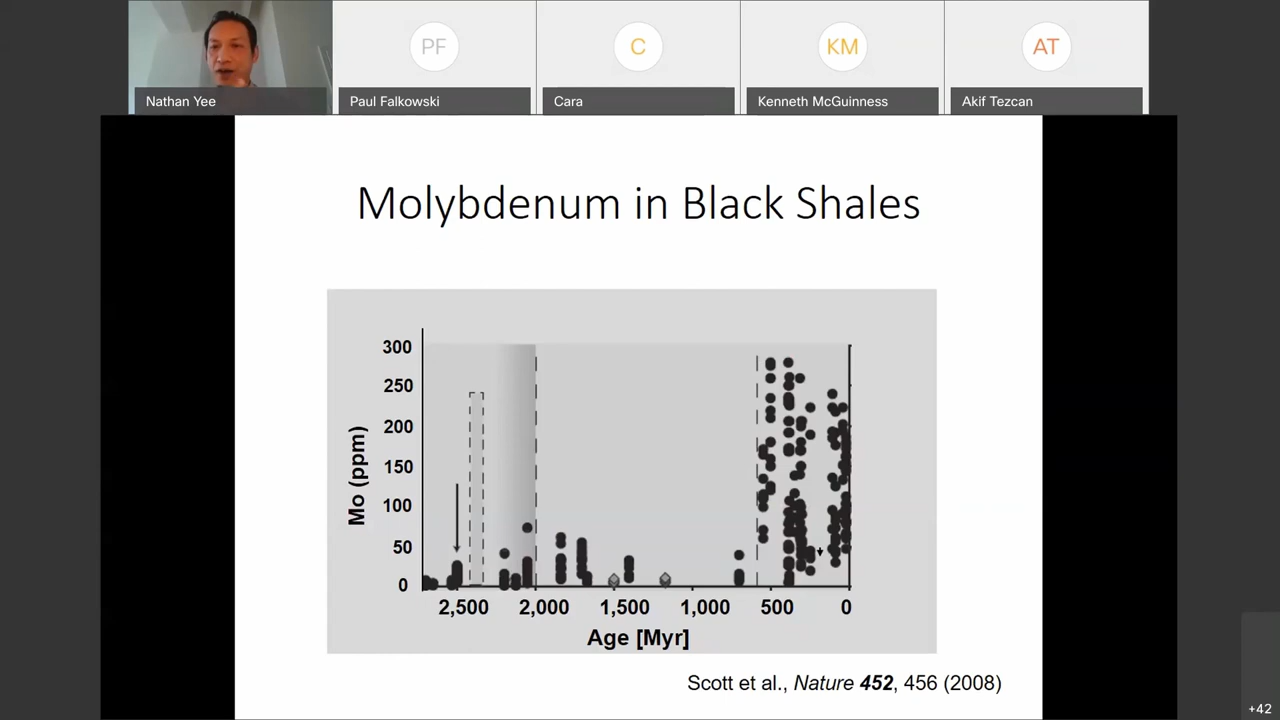 PF
C
KM
AT
Nathan Yee
Paul Falkowski
Cara
Kenneth McGuinness
Akif Tezcan
Molybdenum in Black Shales
300
250
200
150
100
50
0
Mo (ppm)
2,500 2,000 1,500 1,000 500 0
Age [Myr]
Scott et al., Nature 452, 456 (2008)
+42